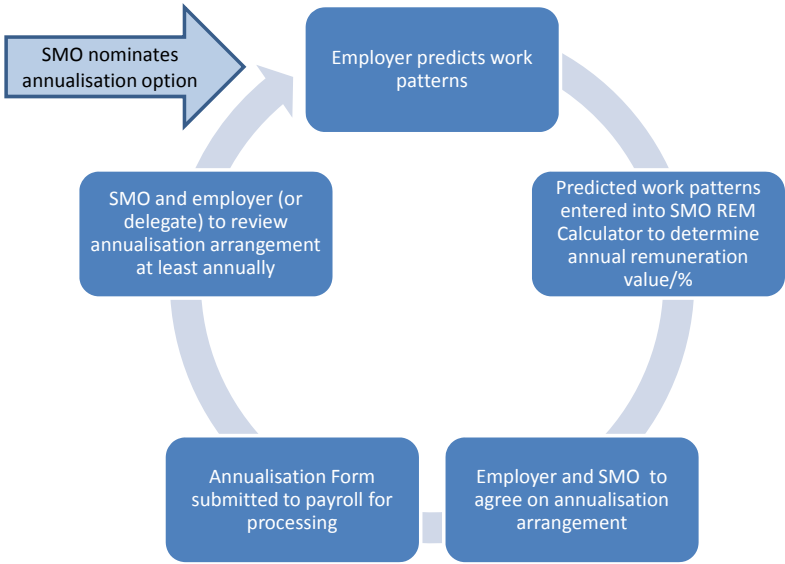 SMO nominates
annualisation option
Employer predicts work
patterns
Predicted work patterns
entered into SMO REM
Calculator to determine
annual remuneration
value/%
Employer and SMO to
agree on annualisation
arrangement
Annualisation Form
submitted to payroll for
processing
SMO and employer (or
delegate) to review
annualisation arrangement
at least annually